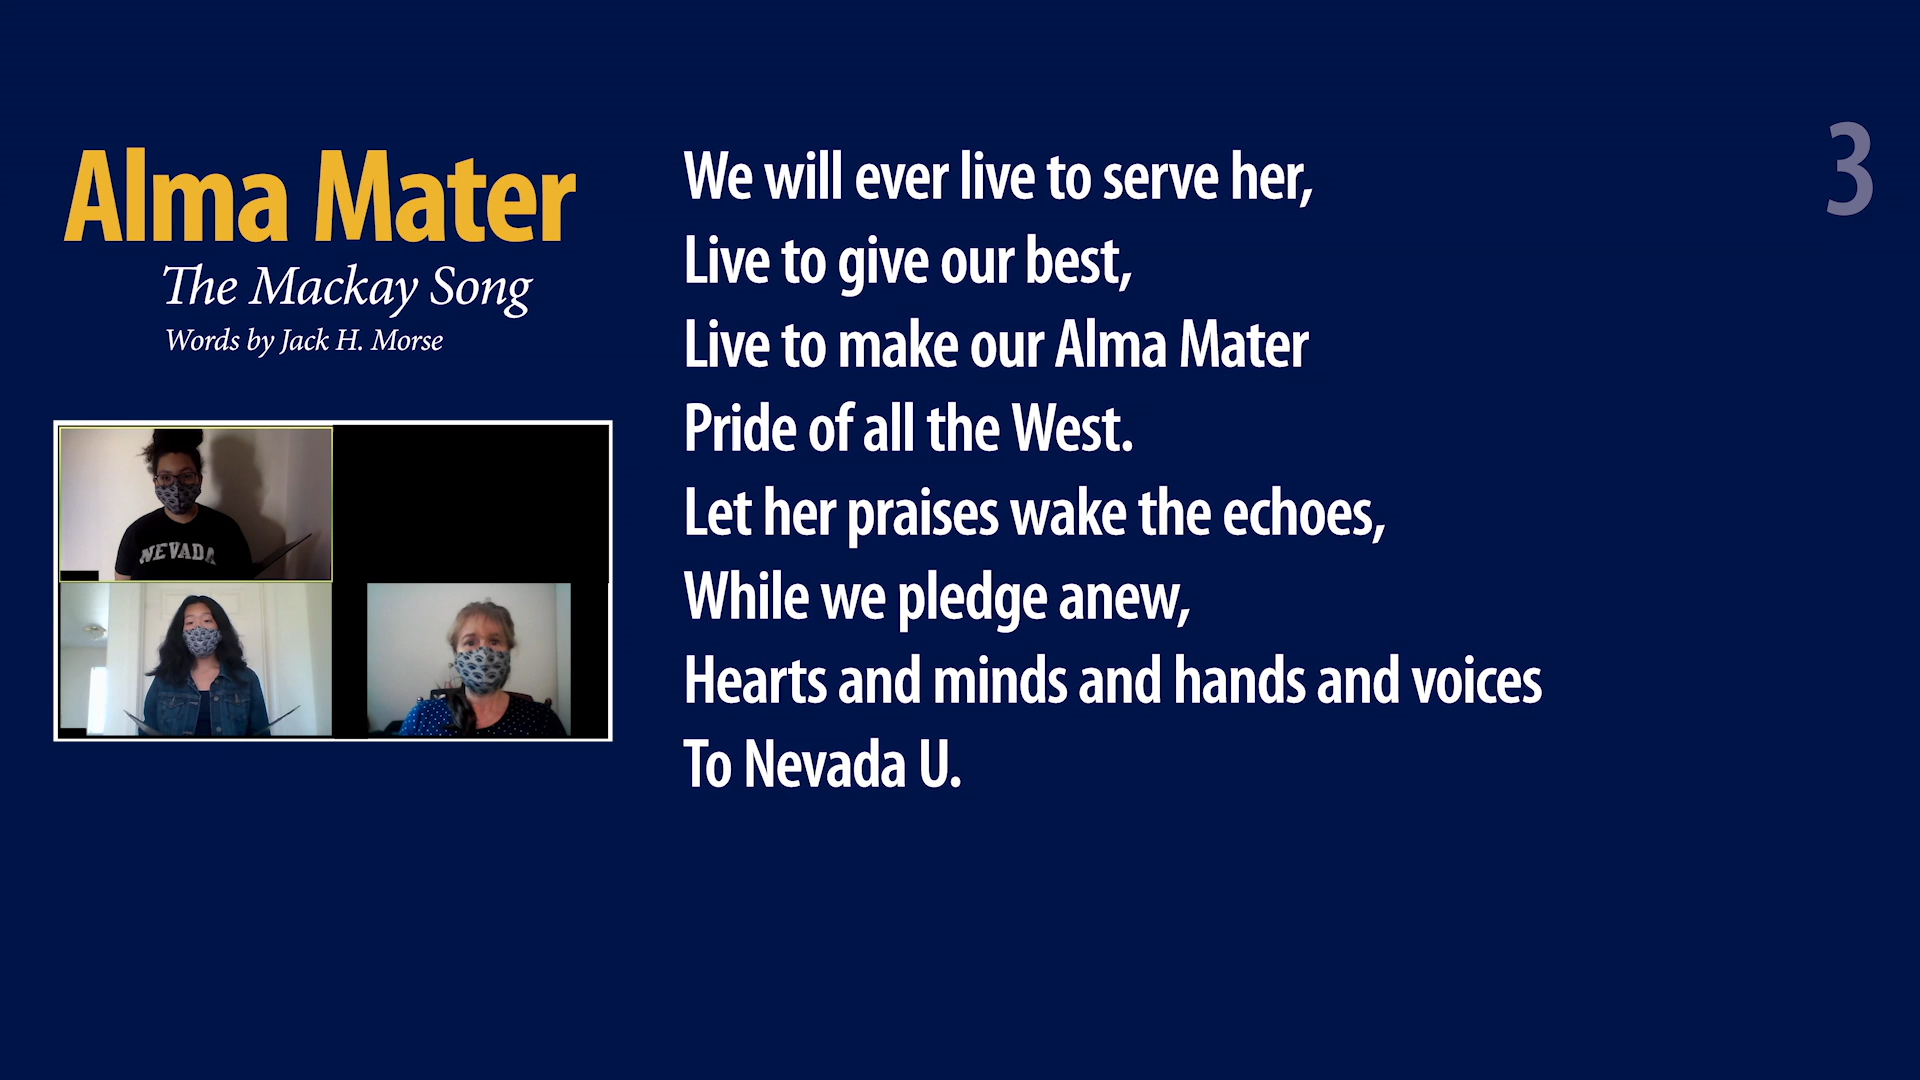 Alma Mater
The Mackay Song
Words by Jack H. Morse
NEVADA
We will ever live to serve her,
Live to give our best,
Live to make our Alma Mater
Pride of all the West.
Let her praises wake the echoes,
While we pledge anew,
Hearts and minds and hands and voices
To Nevada U.
3